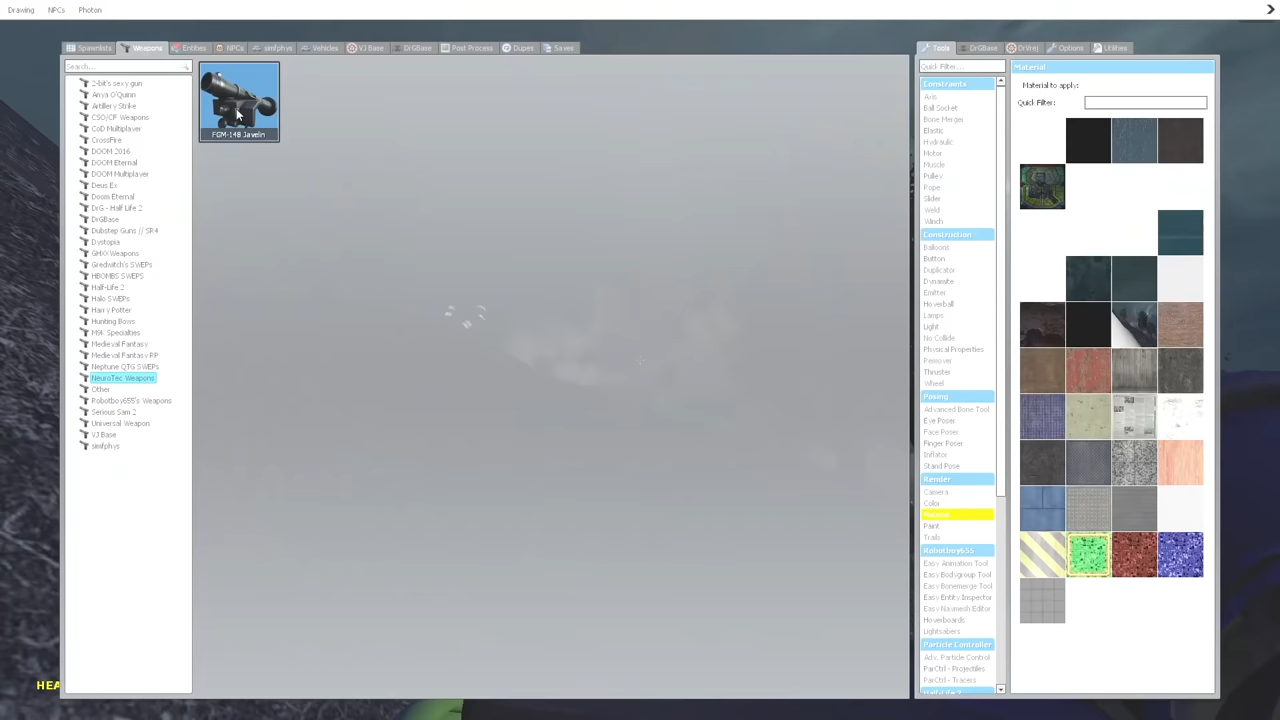 Drawing NPCs Photon
Spawnlists Weapons Entities NPCs simfphys Vehicles VJ Base DrGBase Post Process Dupes Saves
Search...
2-bit's sexy gun
Anya O'Quinn
Artillery Strike
CSO/CF Weapons
CoD Multiplayer
CrossFire
DOOM 2016
DOOM Eternal
DOOM Multiplayer
Deus Ex
Doom Eternal
DrG - Half Life 2
DrGBase
Dubstep Guns // SR4
Dystopia
GMXX Weapons
Gredwitch's SWEPs
HBOMBS SWEPS
Half-Life 2
Halo SWEPs
Harry Potter
Hunting Bows
M9K Specialties
Medieval Fantasy
Medieval Fantasy RP
Neptune QTG SWEPs
NeuroTec Weapons
Other
Robotboy655's Weapons
Serious Sam 2
Universal Weapon
VJ Base
simfphys
FGM-148 Javelin
HEA
Tools DrGBase DrVrej Options Utilities
Quick Filter...
Constraints
Axis
Ball Socket
Bone Merger
Elastic
Hydraulic
Motor
Muscle
Pulley
Rope
Slider
Weld
Winch
Construction
Balloons
Button
Duplicator
Dynamite
Emitter
Hoverball
Lamps
Light
No Collide
Physical Properties
Remover
Thruster
Wheel
Posing
Advanced Bone Tool
Eye Poser
Face Poser
Finger Poser
Inflator
Stand Pose
Render
Camera
Color
Material
Paint
Trails
Robotboy655
Easy Animation Tool
Easy Bodygroup Tool
Easy Bonemerge Tool
Easy Entity Inspector
Easy Navmesh Editor
Hoverboards
Lightsabers
Particle Controller
Adv. Particle Control
ParCtrl - Projectiles
ParCtrl - Tracers
Half-Life 2
Material
Material to apply:
Quick Filter: